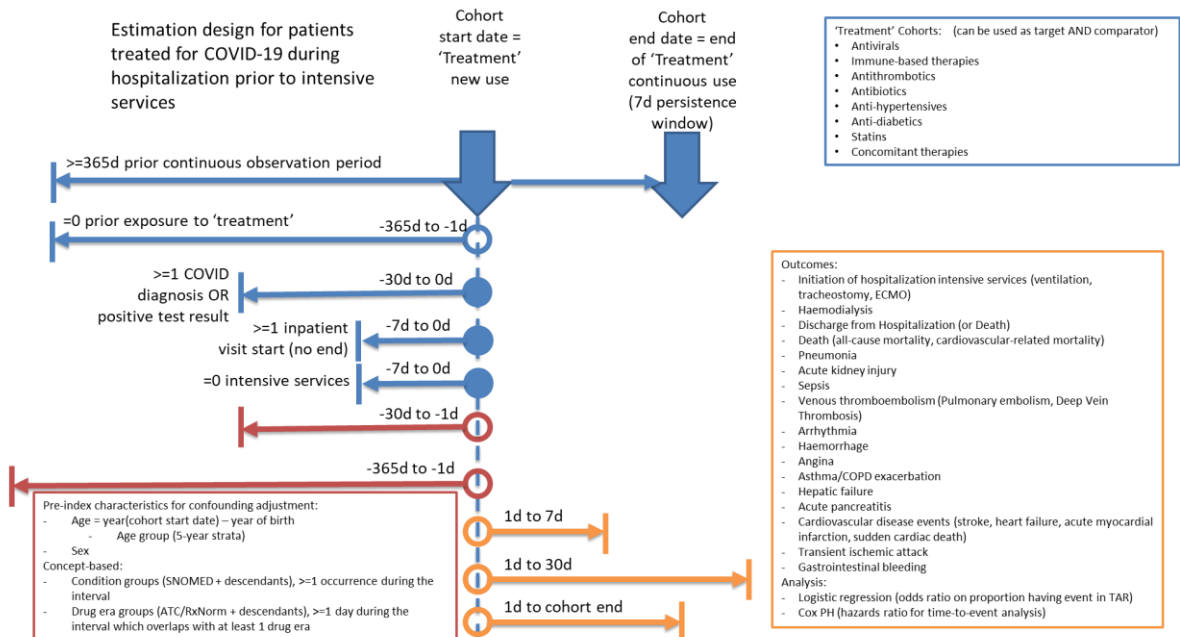 Estimation design for patients
treated for COVID-19 during
hospitalization prior to intensive
services
Cohort
start date =
‘Treatment’
new use
Cohort
end date = end
of ‘Treatment’
continuous use
(7d persistence
window)
‘Treatment’ Cohorts: (can be used as target AND comparator)
• Antivirals
• Immune-based therapies
• Antithrombotics
• Antibiotics
• Anti-hypertensives
• Anti-diabetics
• Statins
• Concomitant therapies
>=365d prior continuous observation period
=0 prior exposure to ‘treatment’
-365d to -1d
>=1 COVID
diagnosis OR
positive test result
-30d to 0d
>=1 inpatient
visit start (no end)
-7d to 0d
=0 intensive services
-7d to 0d
-30d to -1d
-365d to -1d
Pre-index characteristics for confounding adjustment:
- Age = year(cohort start date) – year of birth
- Age group (5-year strata)
- Sex
Concept-based:
- Condition groups (SNOMED + descendants), >=1 occurrence during the
interval
- Drug era groups (ATC/RxNorm + descendants), >=1 day during the
interval which overlaps with at least 1 drug era
1d to 7d
1d to 30d
1d to cohort end
Outcomes:
- Initiation of hospitalization intensive services (ventilation,
tracheostomy, ECMO)
- Haemodialysis
- Discharge from Hospitalization (or Death)
- Death (all-cause mortality, cardiovascular-related mortality)
- Pneumonia
- Acute kidney injury
- Sepsis
- Venous thromboembolism (Pulmonary embolism, Deep Vein
Thrombosis)
- Arrhythmia
- Haemorrhage
- Angina
- Asthma/COPD exacerbation
- Hepatic failure
- Acute pancreatitis
- Cardiovascular disease events (stroke, heart failure, acute myocardial
infarction, sudden cardiac death)
- Transient ischemic attack
- Gastrointestinal bleeding
Analysis:
- Logistic regression (odds ratio on proportion having event in TAR)
- Cox PH (hazards ratio for time-to-event analysis)